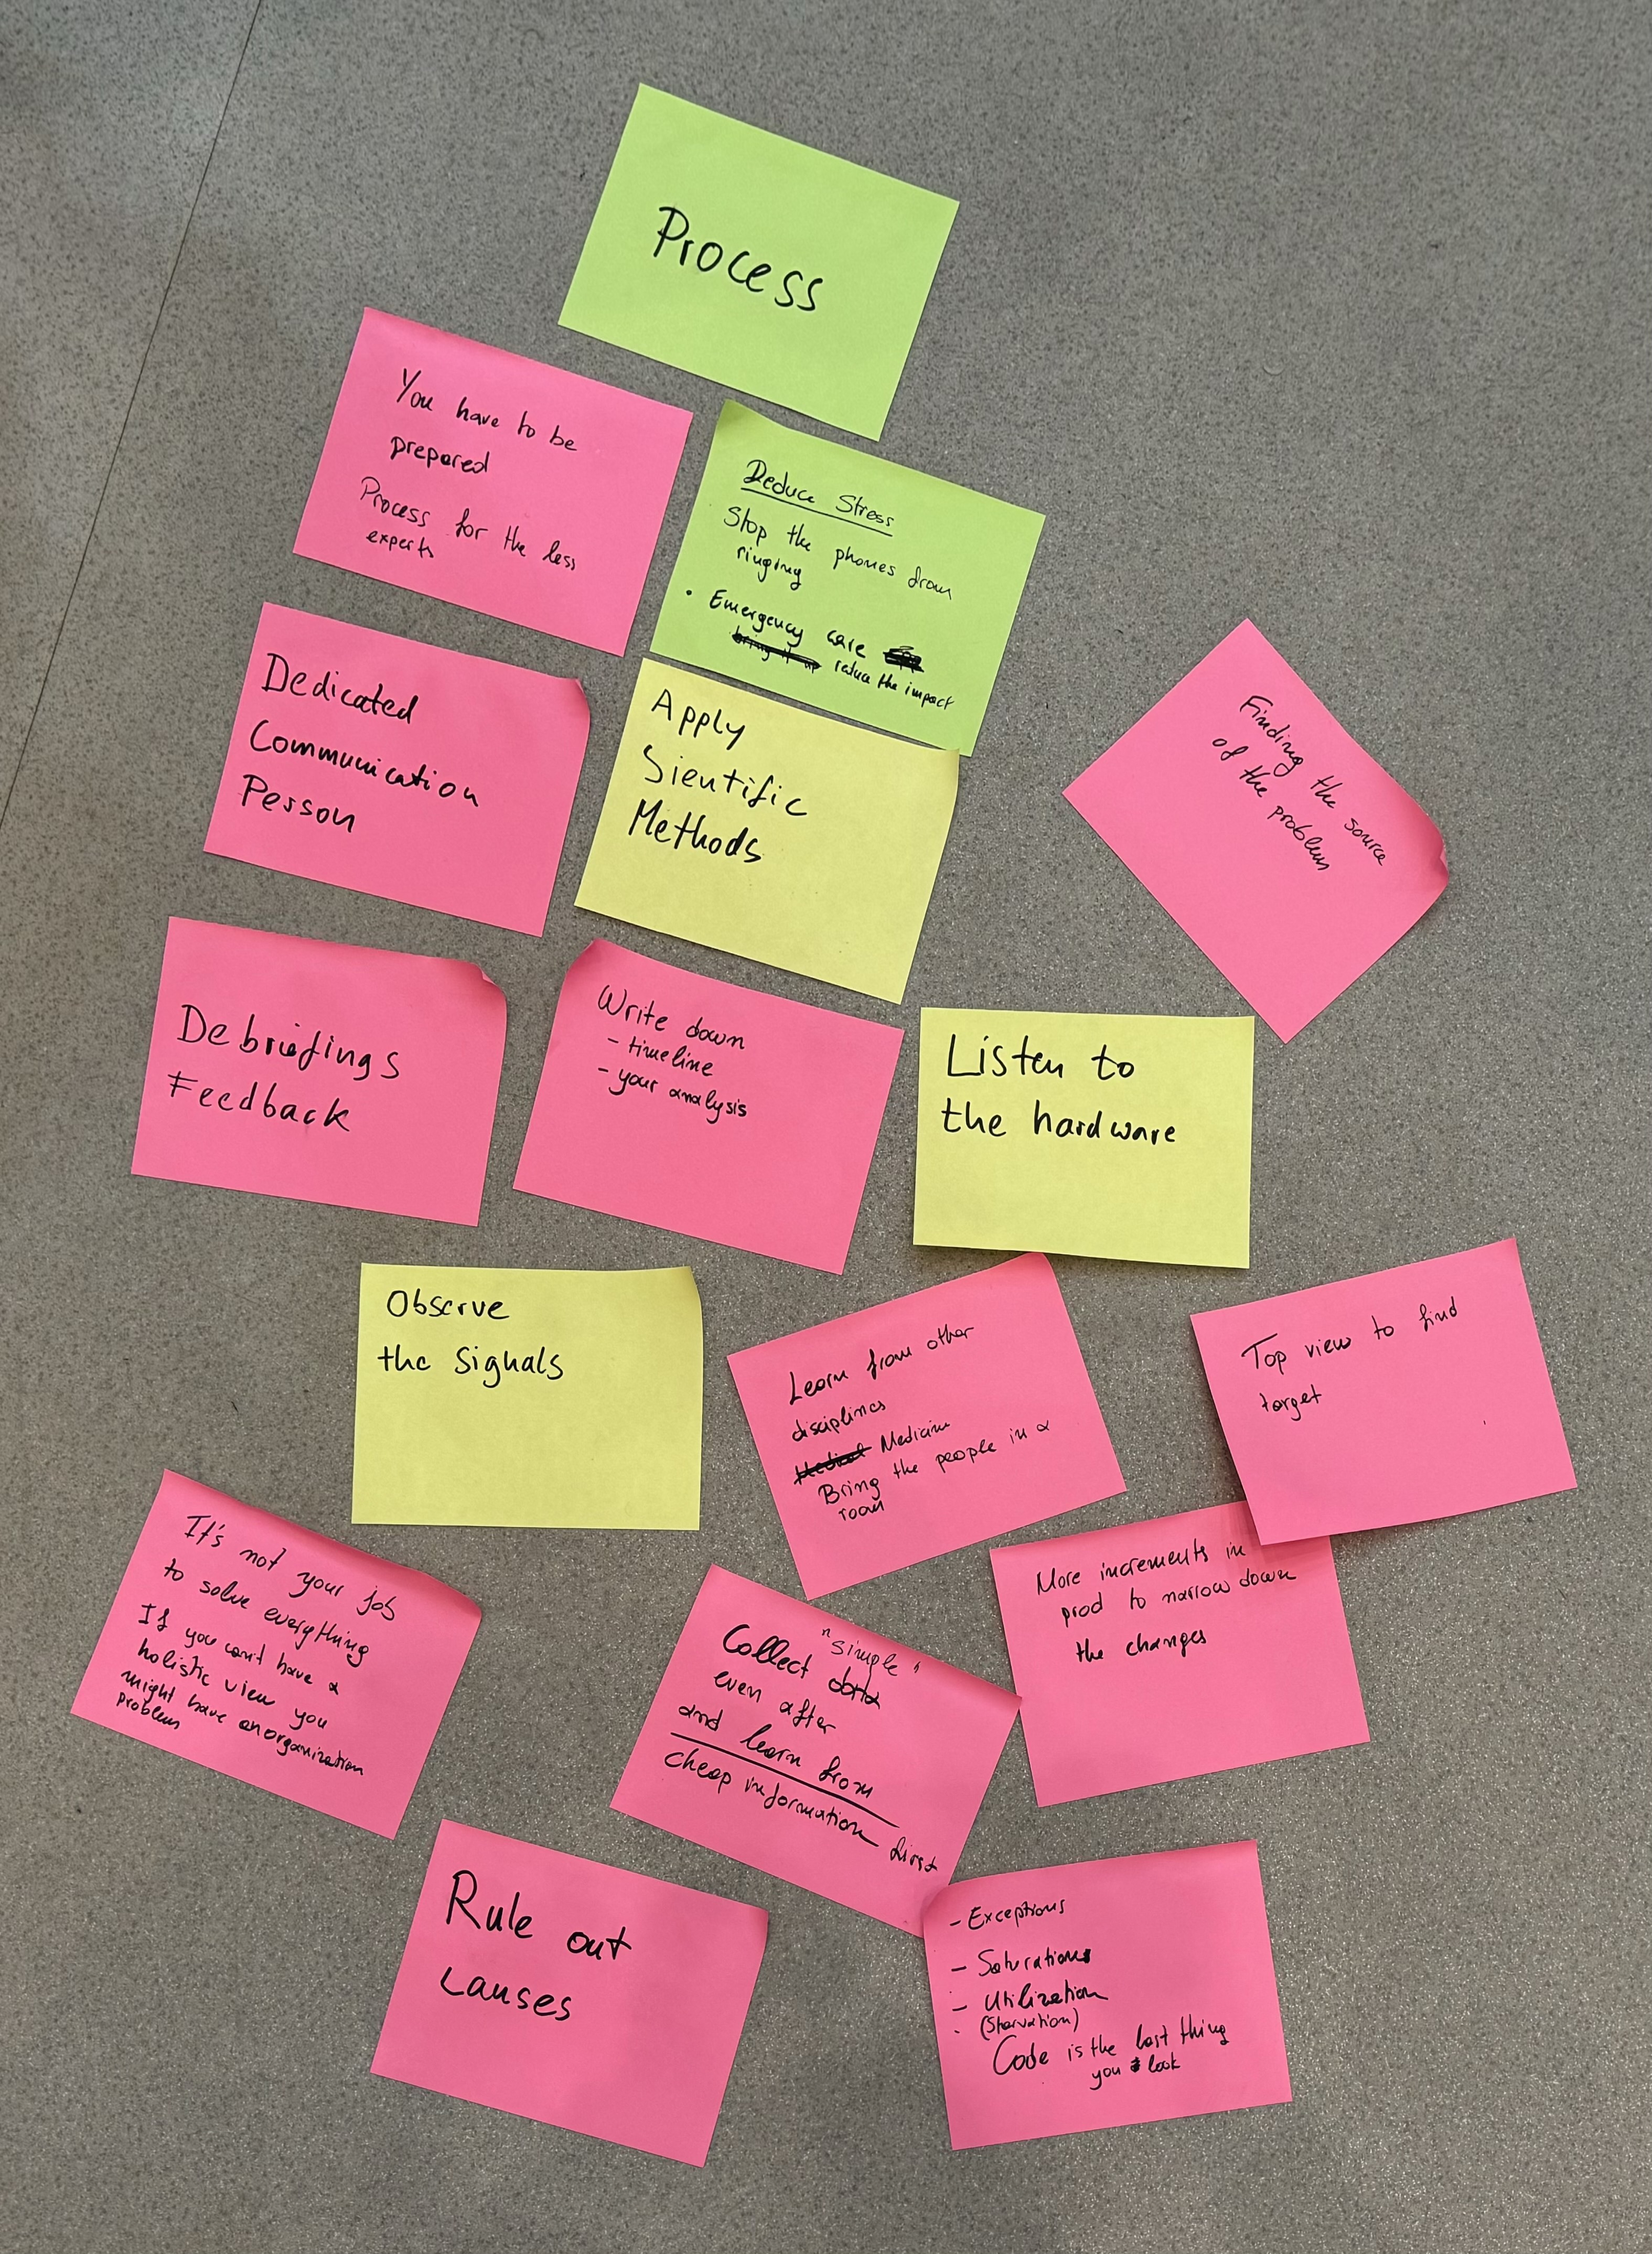 Process
You have to be
prepared
Process for the less
experts
Reduce Stress
Stop the phones from
ringing
• Emergency care
reduce the impact
Dedicated
Communication
Person
Apply
Sientific
Methods
Finding the source
of the problem
Debriefings
Feedback
Write down
- timeline
- your analysis
Listen to
the hardware
Observe
the signals
Learn from other
disciplines
Medicine
Bring the people in a
room
Top view to find
target
It's not your job
to solve everything
If you can't have a
holistic view you
might have an organization
problem
"simple"
Collect data
even after
and learn from
cheap information first
More increments in
prod to narrow down
the changes
Rule out
causes
- Exceptions
- Saturations
- Utilization
(Starvation)
Code is the last thing
you look